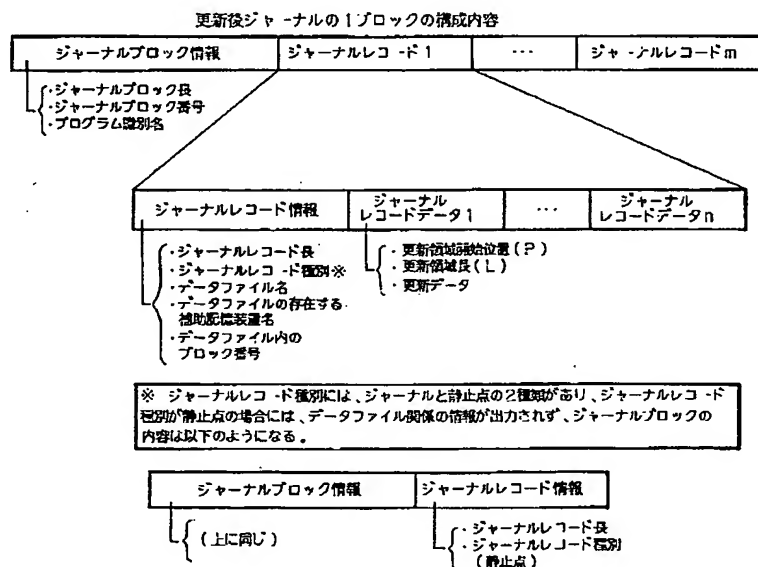 更新後ジャーナルの1ブロックの構成内容
ジャーナルブロック情報
ジャーナルレコード1
...
ジャーナルレコードm
・ジャーナルブロック長
・ジャーナルブロック番号
・プログラム識別名
ジャーナルレコード情報
ジャーナル
レコードデータ1
...
ジャーナル
レコードデータn
・ジャーナルレコード長
・ジャーナルレコード種別※
・データファイル名
・データファイルの存在する
補助記憶装置名
・データファイル内の
ブロック番号
・更新領域開始位置(P)
・更新領域長(L)
・更新データ
※ ジャーナルレコード種別には、ジャーナルと静止点の2種類があり、ジャーナルレコード
種別が静止点の場合には、データファイル関係の情報が出力されず、ジャーナルブロックの
内容は以下のようになる。
ジャーナルブロック情報
ジャーナルレコード情報
(上に同じ)
・ジャーナルレコード長
・ジャーナルレコード種別
(静止点)